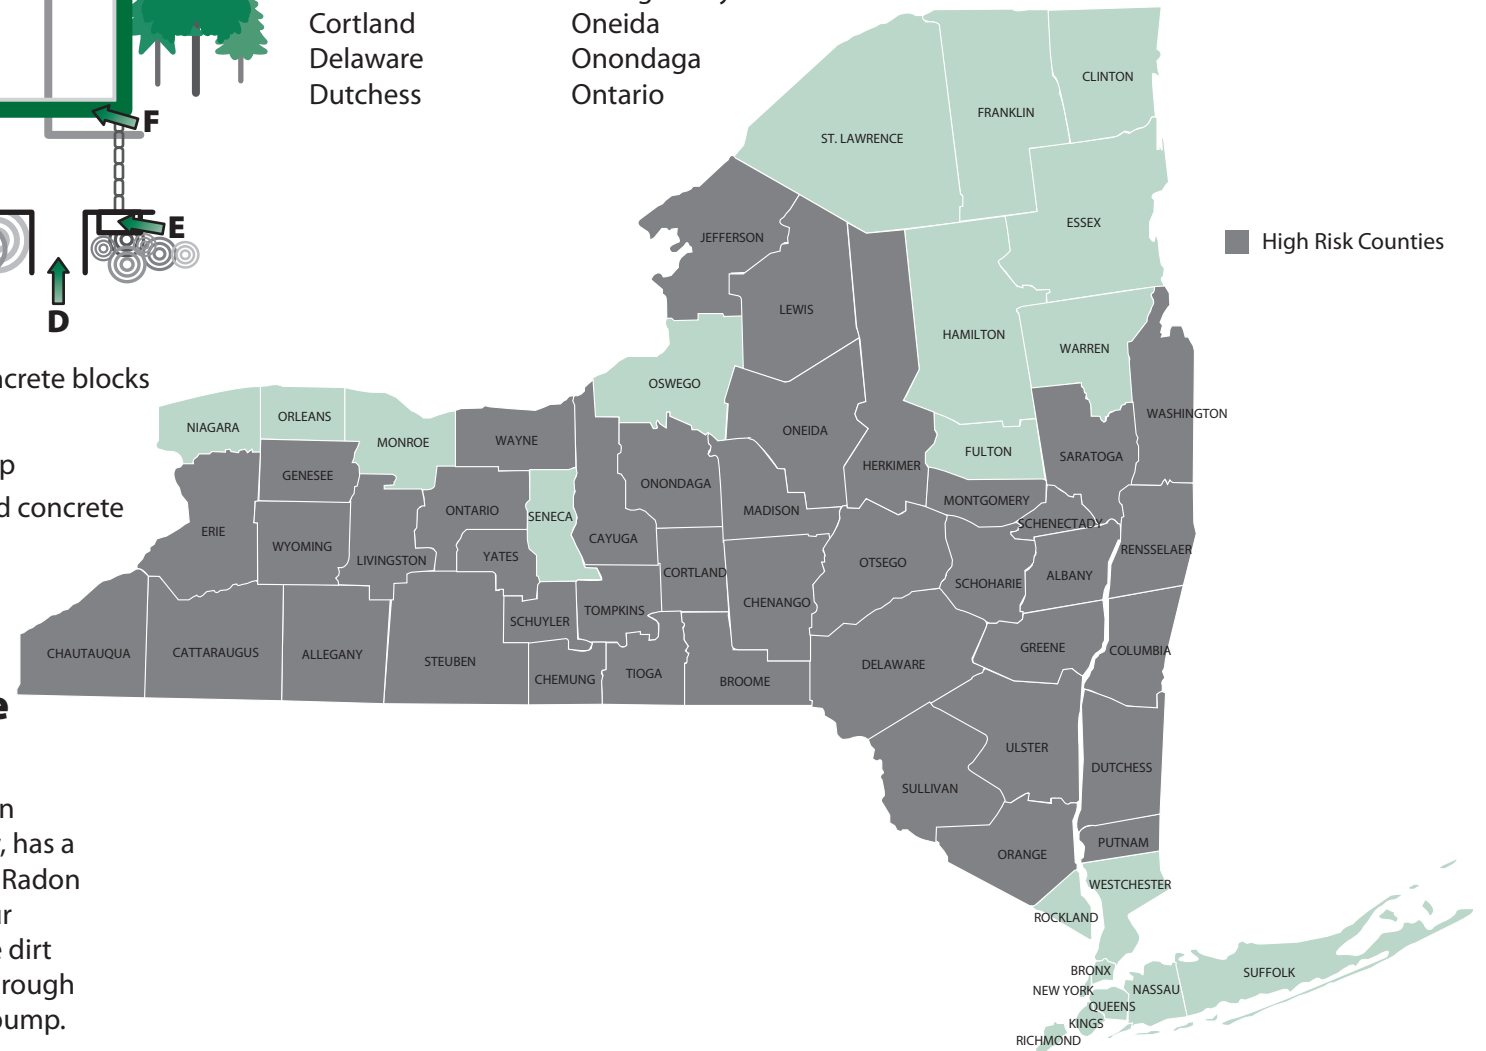 Cortland
Delaware
Dutchess
Oneida
Onondaga
Ontario
F
E
D
concrete blocks
d concrete
n
, has a
Radon
dirt
rough
pump.
High Risk Counties
CLINTON
FRANKLIN
ST. LAWRENCE
ESSEX
JEFFERSON
LEWIS
HAMILTON
WARREN
OSWEGO
WASHINGTON
NIAGARA
ORLEANS
MONROE
WAYNE
ONEIDA
HERKIMER
FULTON
SARATOGA
GENESEE
ONONDAGA
MADISON
MONTGOMERY
SCHENECTADY
ERIE
WYOMING
LIVINGSTON
ONTARIO
YATES
SENECA
CAYUGA
CORTLAND
CHENANGO
OTSEGO
SCHOHARIE
ALBANY
RENSSELAER
CHAUTAUQUA
CATTARAUGUS
ALLEGANY
STEUBEN
SCHUYLER
TOMPKINS
CHEMUNG
TIOGA
BROOME
DELAWARE
GREENE
COLUMBIA
ULSTER
DUTCHESS
SULLIVAN
ORANGE
PUTNAM
WESTCHESTER
ROCKLAND
BRONX
NEW YORK
QUEENS
KINGS
RICHMOND
NASSAU
SUFFOLK